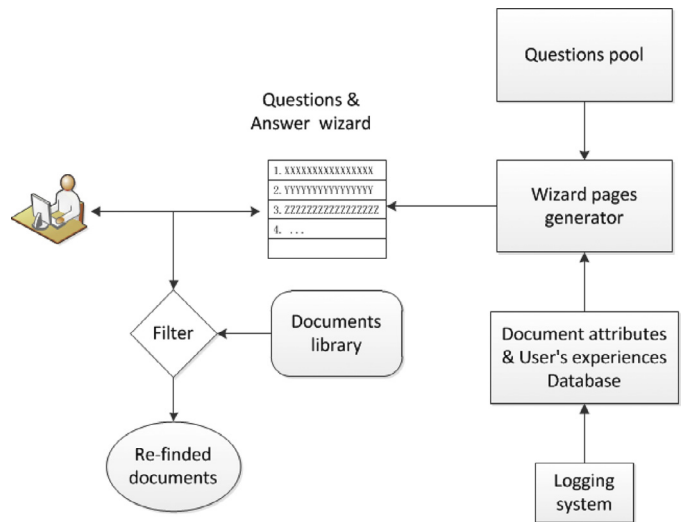 Questions pool
Questions &
Answer wizard
1. XXXXXXXXXXXXXXXX
2. YYYYYYYYYYYYYYYY
3. ZZZZZZZZZZZZZZZZZ
4. ...
Wizard pages
generator
Filter
Documents
library
Document attributes
& User's experiences
Database
Re-finded
documents
Logging
system